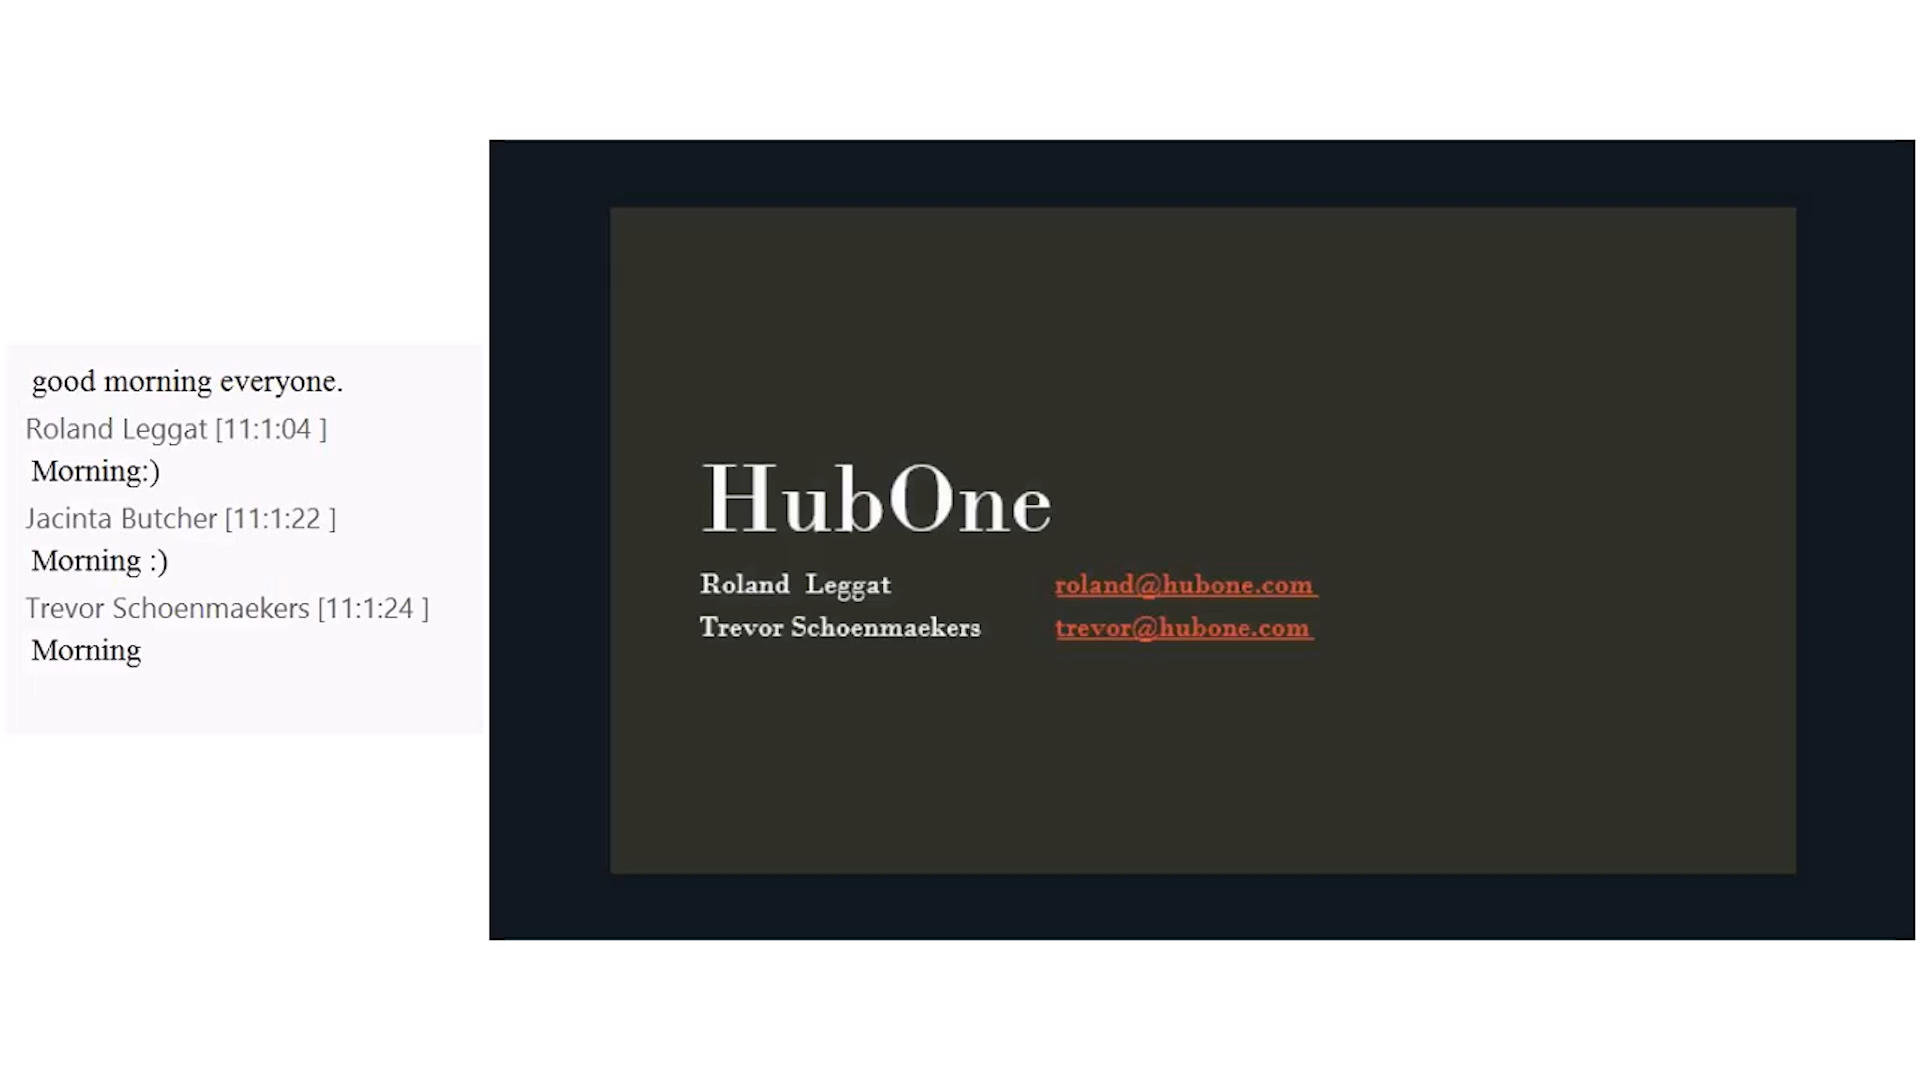 good morning everyone.
Roland Leggat [11:1:04 ]
Morning:)
Jacinta Butcher [11:1:22 ]
Morning :)
Trevor Schoenmaekers [11:1:24 ]
Morning
HubOne
Roland Leggat roland@hubone.com
Trevor Schoenmaekers trevor@hubone.com